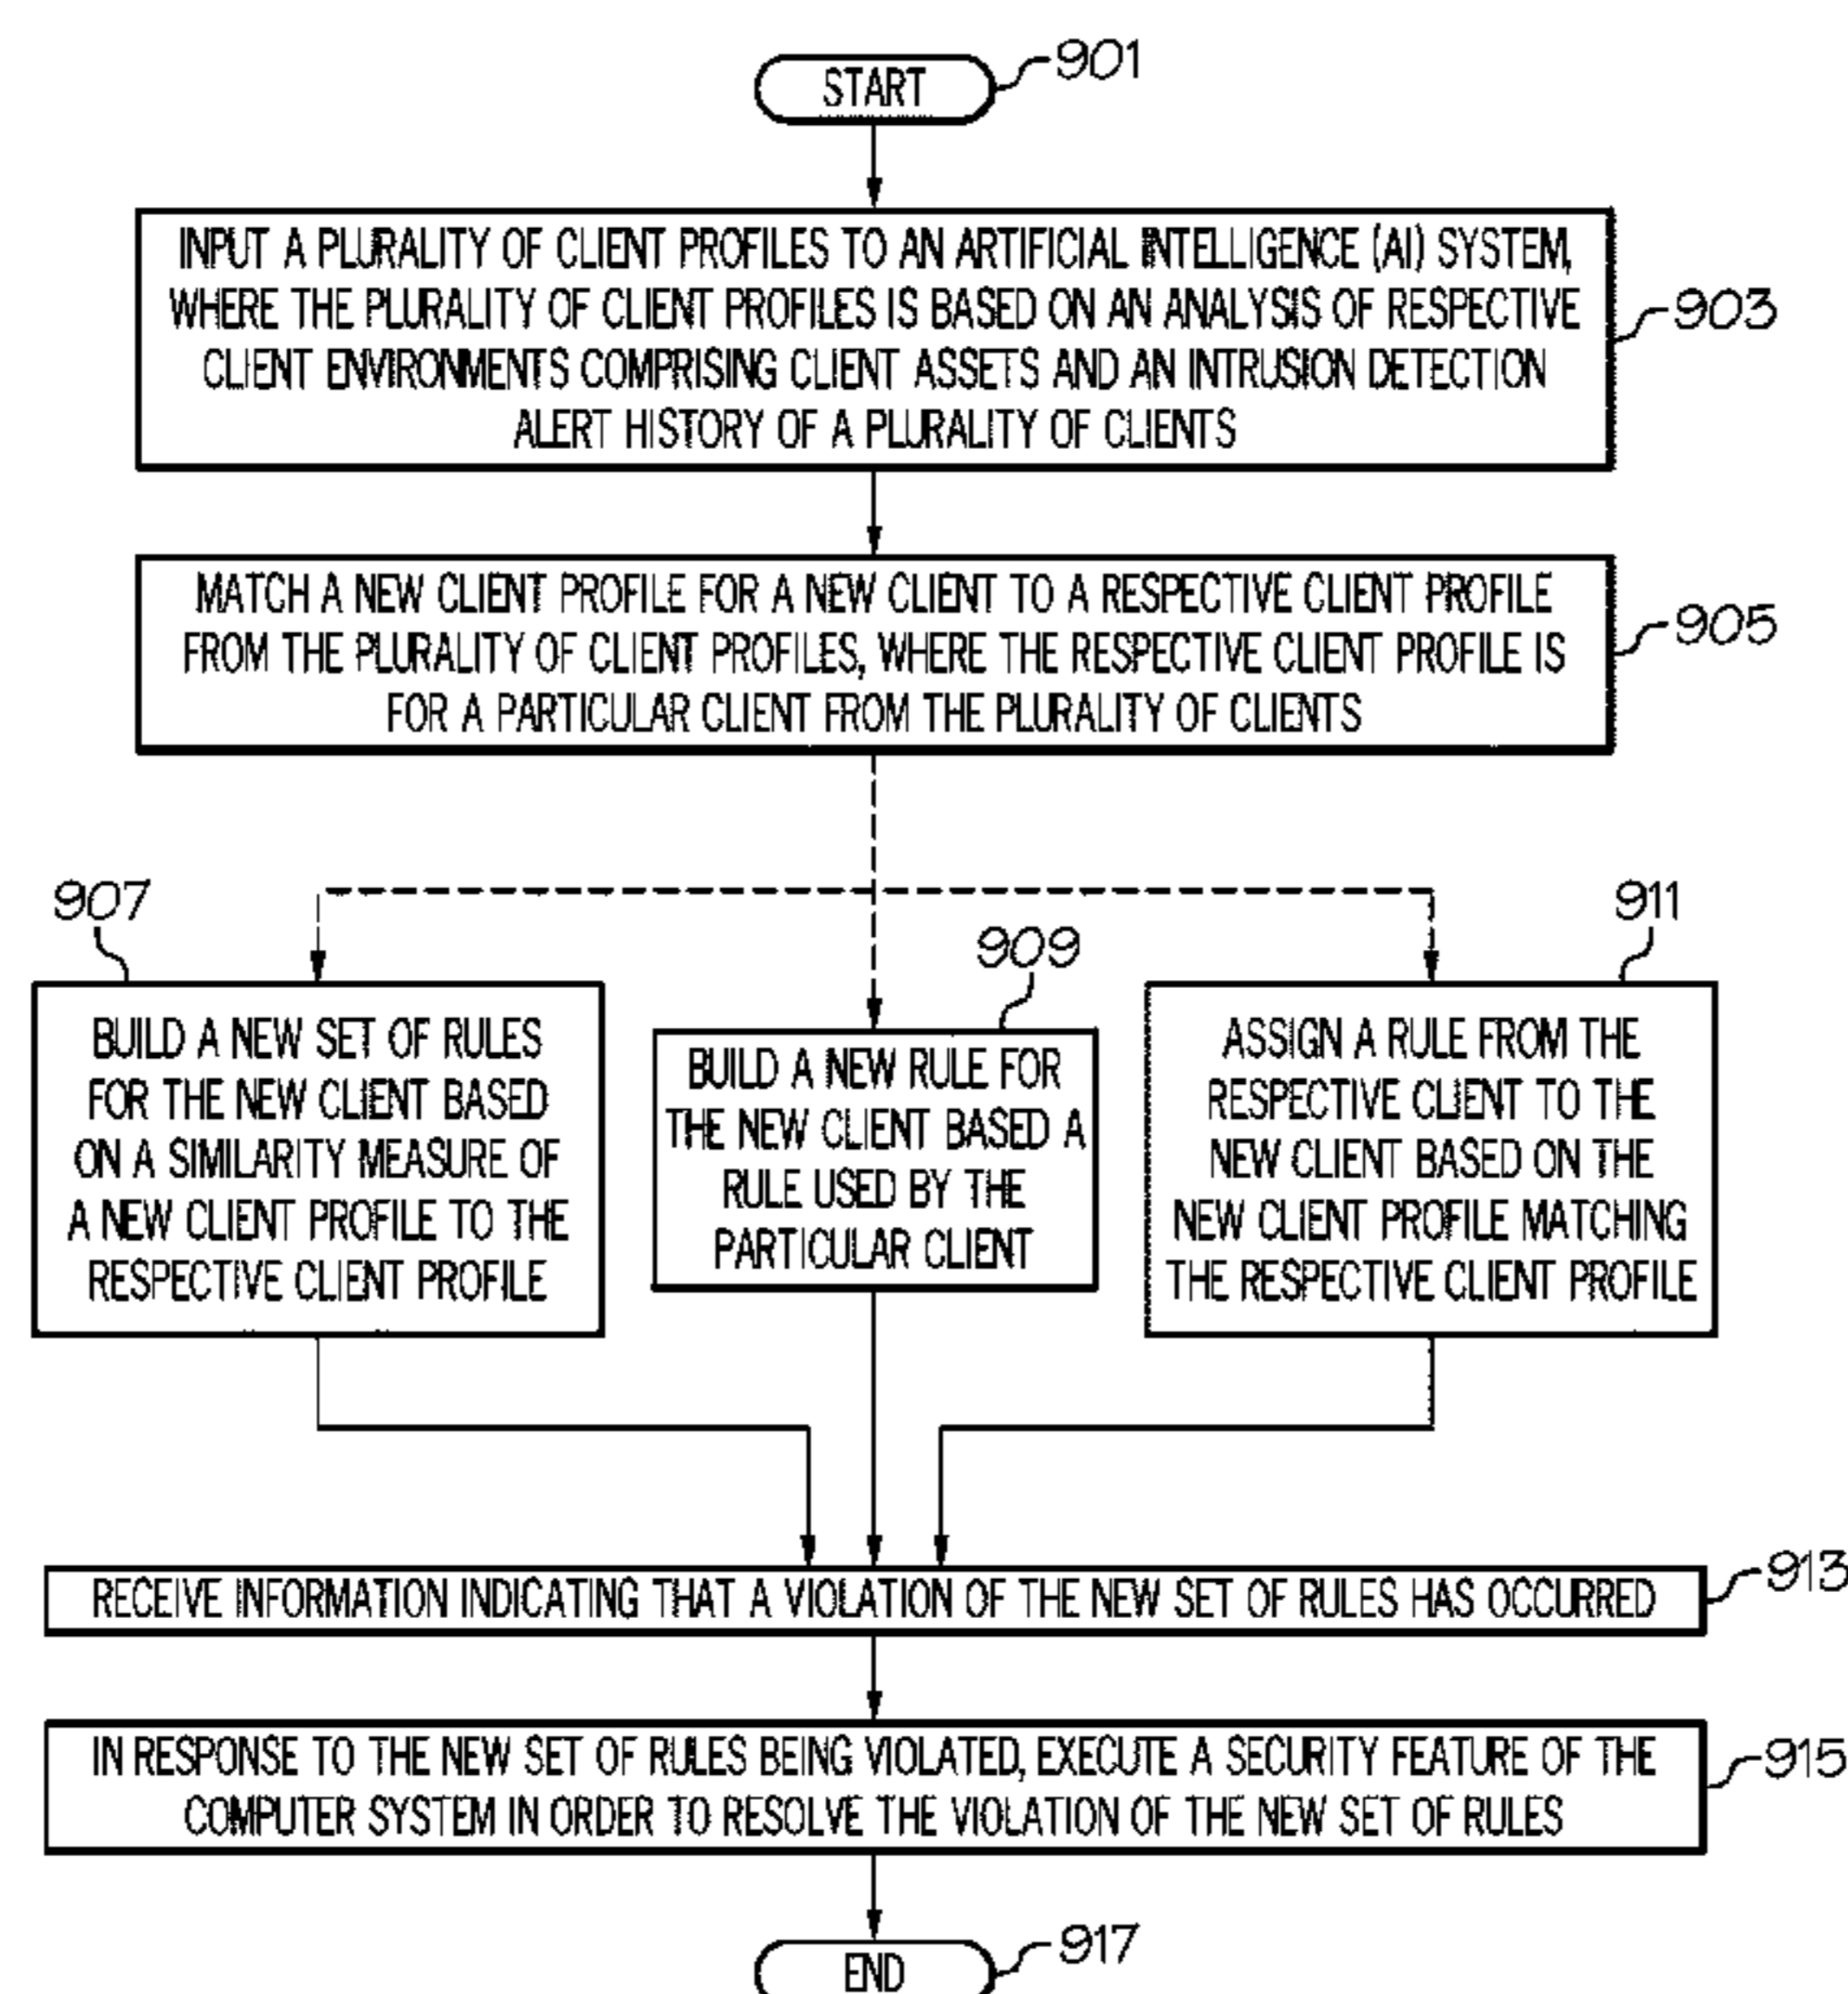 START
901
INPUT A PLURALITY OF CLIENT PROFILES TO AN ARTIFICIAL INTELLIGENCE (AI) SYSTEM,
WHERE THE PLURALITY OF CLIENT PROFILES IS BASED ON AN ANALYSIS OF RESPECTIVE
CLIENT ENVIRONMENTS COMPRISING CLIENT ASSETS AND AN INTRUSION DETECTION
ALERT HISTORY OF A PLURALITY OF CLIENTS
903
MATCH A NEW CLIENT PROFILE FOR A NEW CLIENT TO A RESPECTIVE CLIENT PROFILE
FROM THE PLURALITY OF CLIENT PROFILES, WHERE THE RESPECTIVE CLIENT PROFILE IS
FOR A PARTICULAR CLIENT FROM THE PLURALITY OF CLIENTS
905
907
BUILD A NEW SET OF RULES
FOR THE NEW CLIENT BASED
ON A SIMILARITY MEASURE OF
A NEW CLIENT PROFILE TO THE
RESPECTIVE CLIENT PROFILE
909
BUILD A NEW RULE FOR
THE NEW CLIENT BASED A
RULE USED BY THE
PARTICULAR CLIENT
911
ASSIGN A RULE FROM THE
RESPECTIVE CLIENT TO THE
NEW CLIENT BASED ON THE
NEW CLIENT PROFILE MATCHING
THE RESPECTIVE CLIENT PROFILE
RECEIVE INFORMATION INDICATING THAT A VIOLATION OF THE NEW SET OF RULES HAS OCCURRED
913
IN RESPONSE TO THE NEW SET OF RULES BEING VIOLATED, EXECUTE A SECURITY FEATURE OF THE
COMPUTER SYSTEM IN ORDER TO RESOLVE THE VIOLATION OF THE NEW SET OF RULES
915
END
917